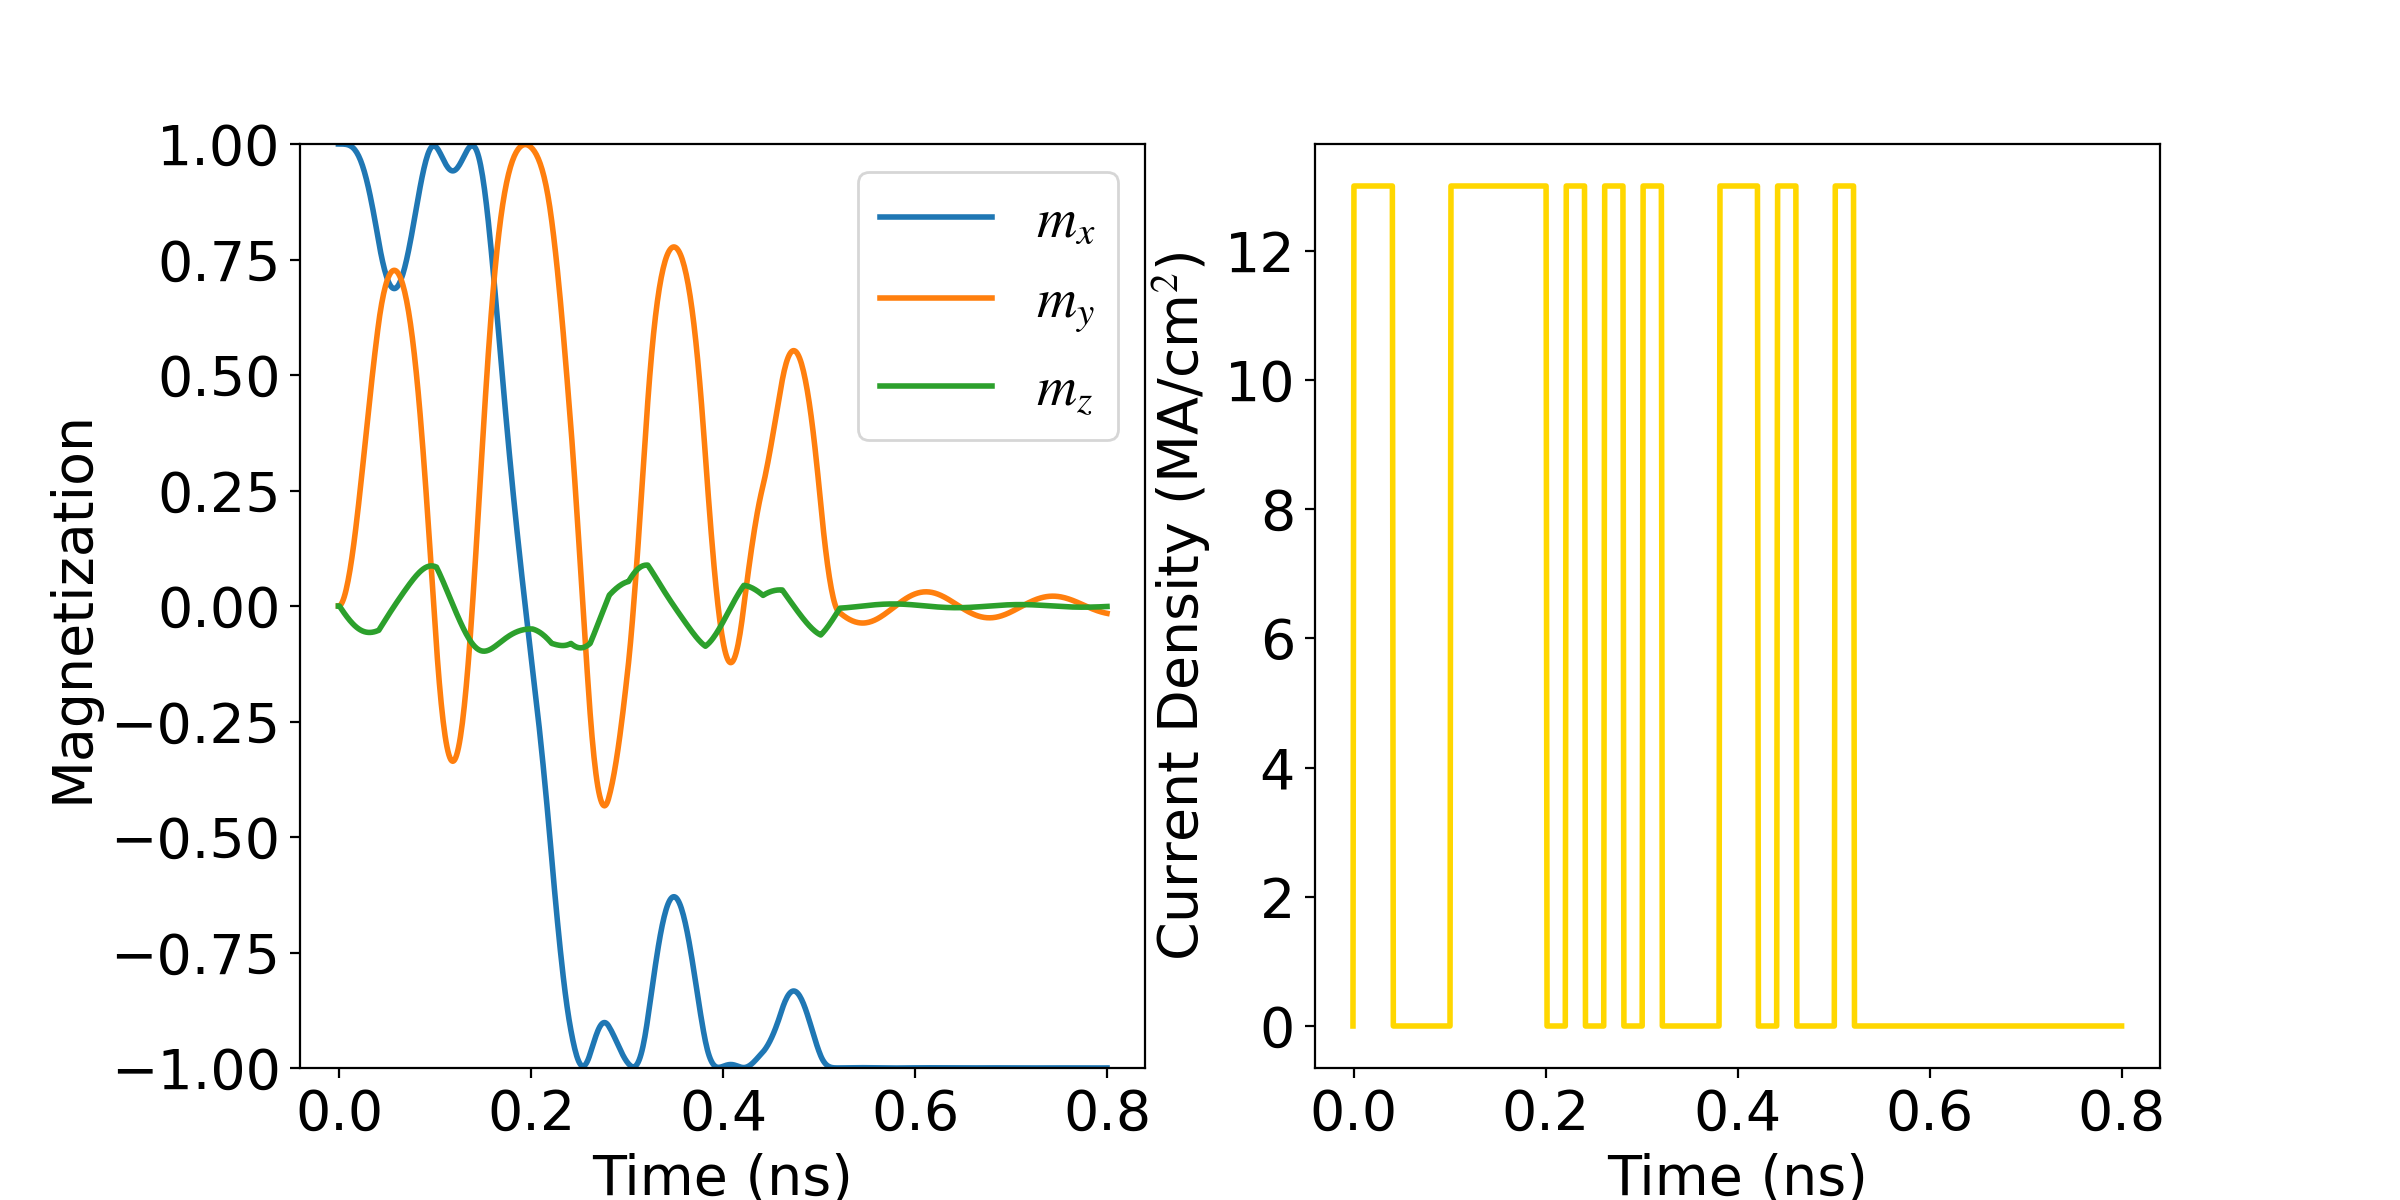 Magnetization
1.00
0.75
0.50
0.25
0.00
−0.25
−0.50
−0.75
−1.00
0.0 0.2 0.4 0.6 0.8
Time (ns)
m_x
m_y
m_z
Current Density (MA/cm²)
12
10
8
6
4
2
0
0.0 0.2 0.4 0.6 0.8
Time (ns)